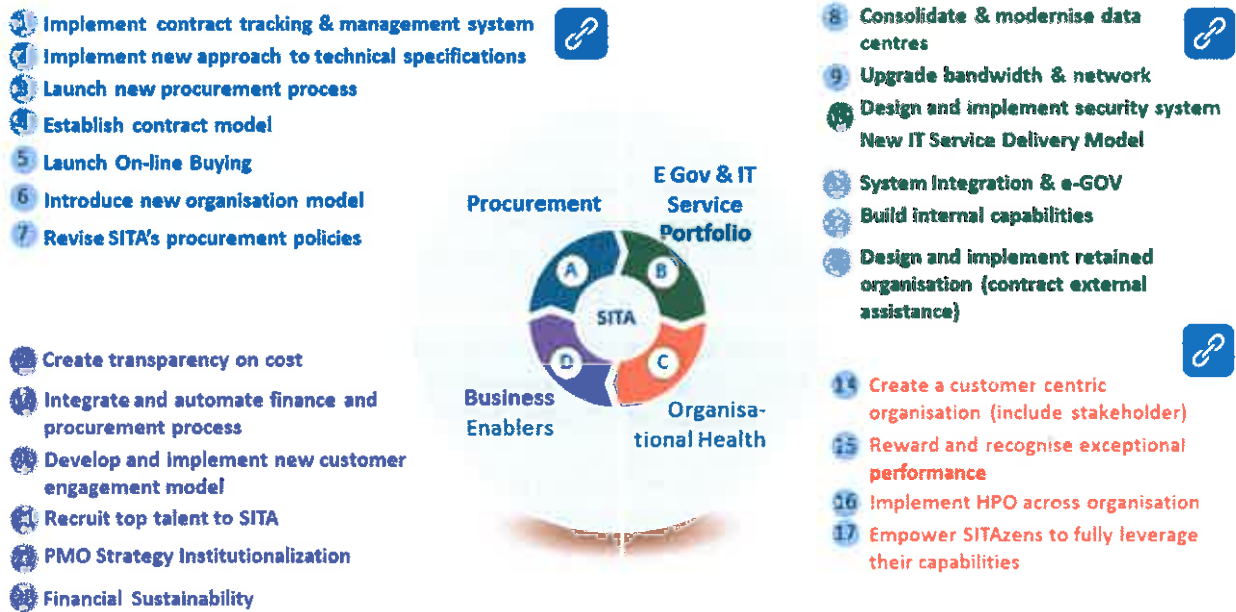 Implement contract tracking & management system
Implement new approach to technical specifications
Launch new procurement process
Establish contract model
5 Launch On-line Buying
6 Introduce new organisation model
7 Revise SITA's procurement policies
8 Consolidate & modernise data
centres
9 Upgrade bandwidth & network
Design and implement security system
New IT Service Delivery Model
System Integration & e-GOV
Build internal capabilities
Design and implement retained
organisation (contract external
assistance)
Procurement
E Gov & IT
Service
Portfolio
A
B
SITA
D
C
Business
Enablers
Organisa-
tional Health
Create transparency on cost
Integrate and automate finance and
procurement process
Develop and implement new customer
engagement model
Recruit top talent to SITA
PMO Strategy Institutionalization
Financial Sustainability
Create a customer centric
organisation (include stakeholder)
15 Reward and recognise exceptional
performance
16 Implement HPO across organisation
17 Empower SITAzens to fully leverage
their capabilities